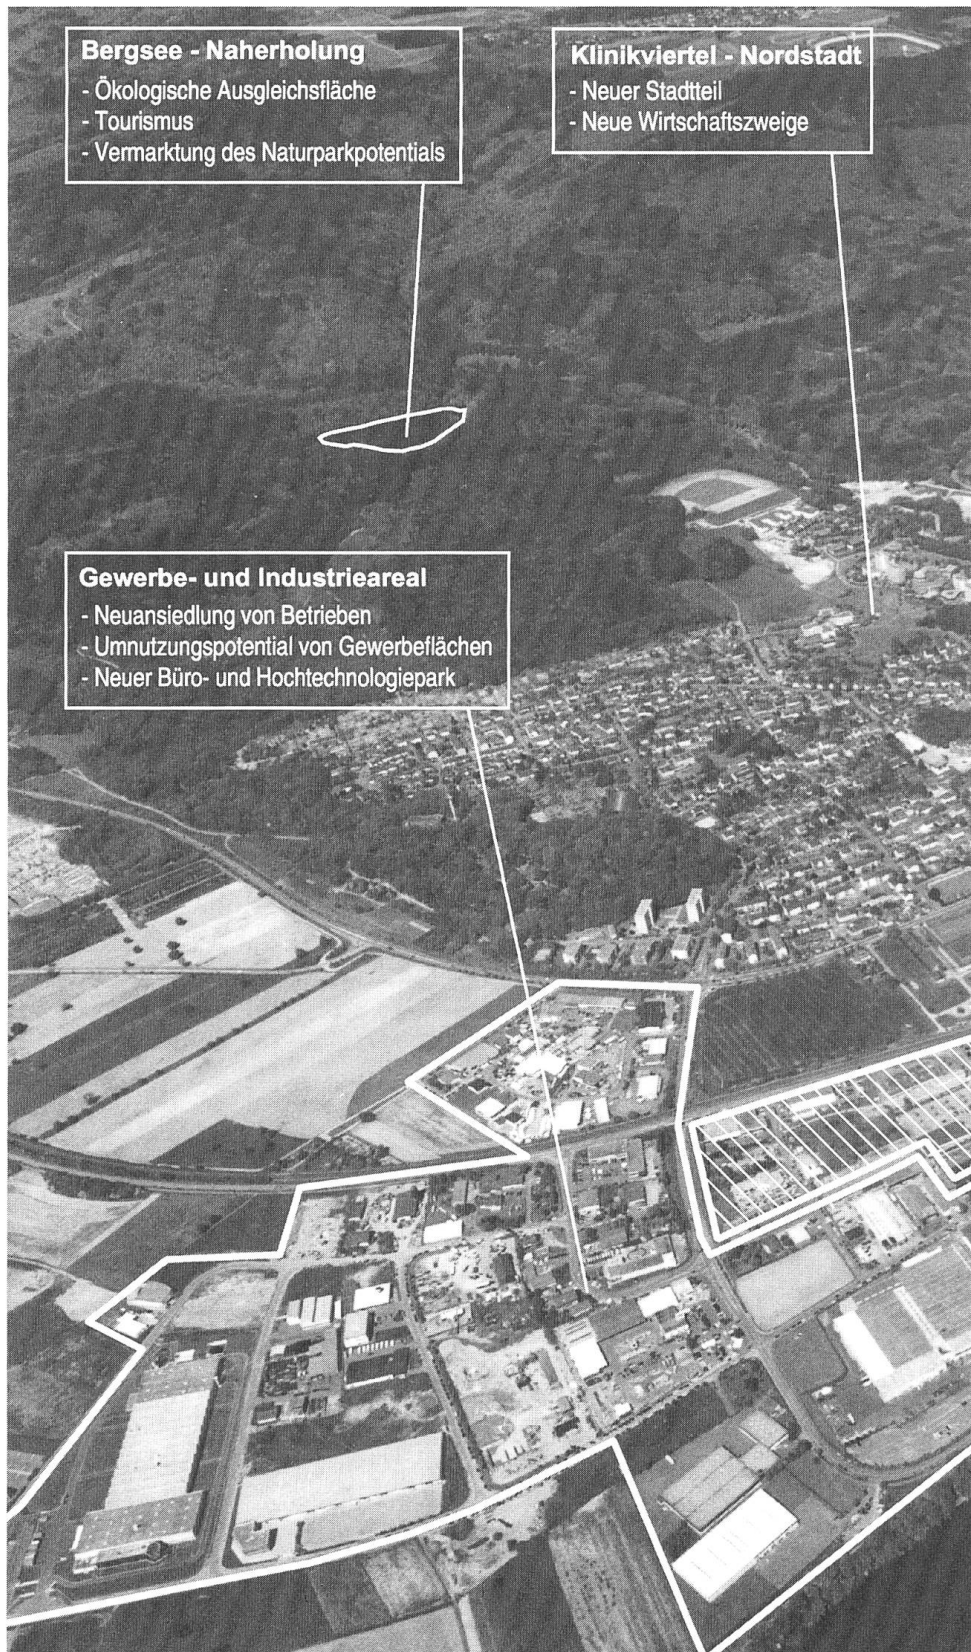 Bergsee - Naherholung
- Ökologische Ausgleichsfläche
- Tourismus
- Vermarktung des Naturparkpotentials
Klinikviertel - Nordstadt
- Neuer Stadtteil
- Neue Wirtschaftszweige
Gewerbe- und Industrieareal
- Neuansiedlung von Betrieben
- Umnutzungspotential von Gewerbeflächen
- Neuer Büro- und Hochtechnologiepark